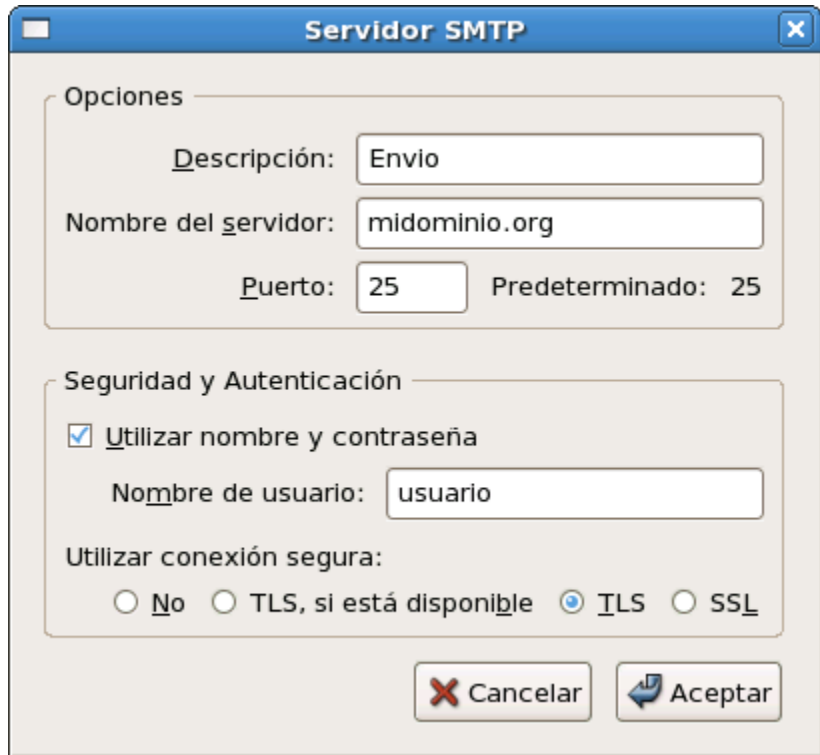 Servidor SMTP
Opciones
Descripción: Envio
Nombre del servidor: midominio.org
Puerto: 25 Predeterminado: 25
Seguridad y Autenticación
Utilizar nombre y contraseña
Nombre de usuario: usuario
Utilizar conexión segura:
No TLS, si está disponible TLS SSL
Cancelar Aceptar